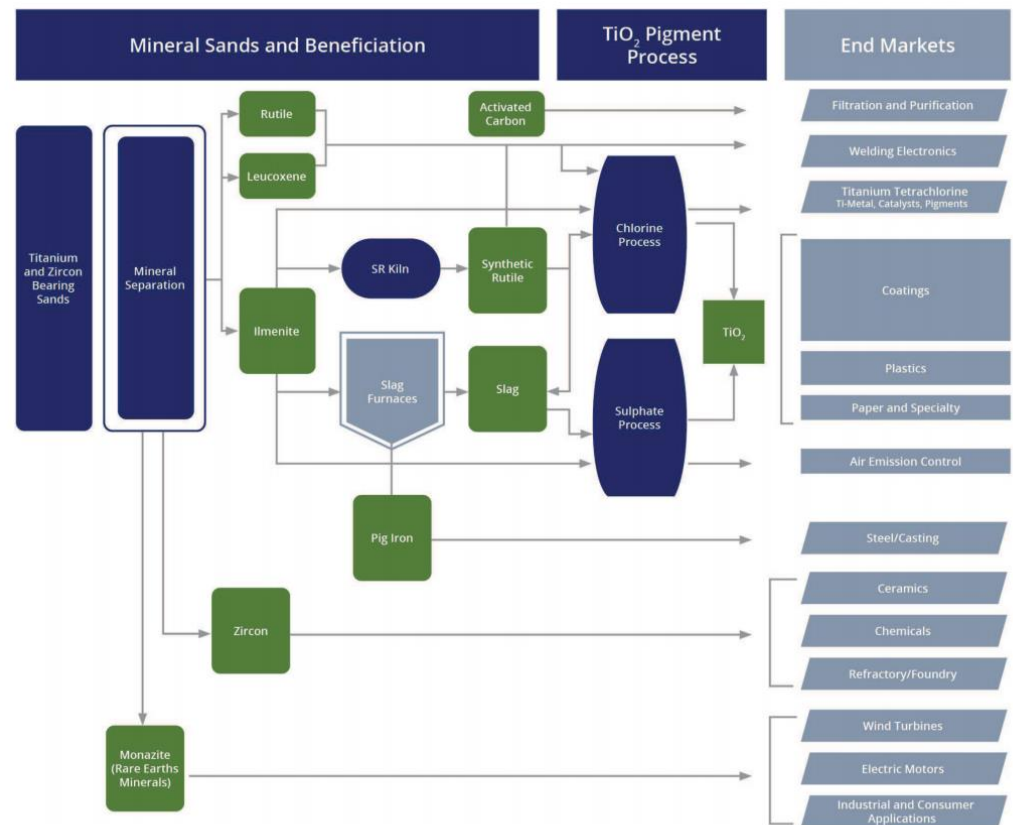 Mineral Sands and Beneficiation
TiO₂ Pigment
Process
End Markets
Rutile
Activated
Carbon
Filtration and Purification
Welding Electronics
Leucoxene
Titanium Tetrachlorine
Ti-Metal, Catalysts, Pigments
Titanium
and Zircon
Bearing
Sands
Mineral
Separation
SR Kiln
Synthetic
Rutile
Chlorine
Process
Coatings
Ilmenite
TiO₂
Slag
Furnaces
Slag
Plastics
Sulphate
Process
Paper and Specialty
Air Emission Control
Pig Iron
Steel/Casting
Ceramics
Zircon
Chemicals
Refractory/Foundry
Wind Turbines
Monazite
(Rare Earths
Minerals)
Electric Motors
Industrial and Consumer
Applications